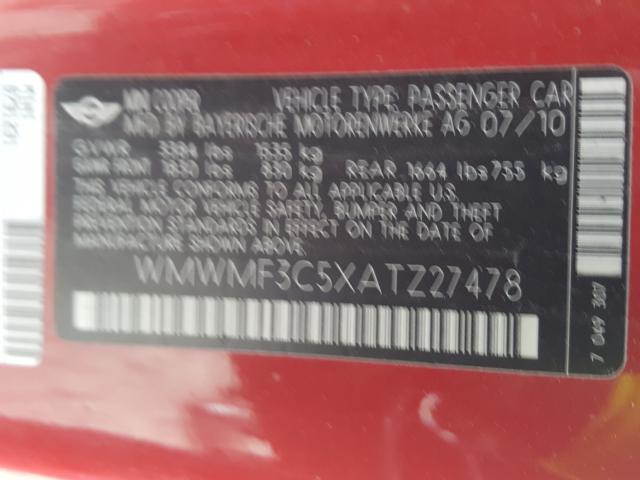 MINI COOPER VEHICLE TYPE: PASSENGER CAR
MFD. BY BAYERISCHE MOTORENWERKE AG 07/10
GVWR 3384 lbs 1535 kg
GAWR FRONT 1830 lbs 830 kg REAR 1664 lbs 755 kg
THIS VEHICLE CONFORMS TO ALL APPLICABLE U.S.
FEDERAL MOTOR VEHICLE SAFETY, BUMPER AND THEFT
PREVENTION STANDARDS IN EFFECT ON THE DATE OF
MANUFACTURE SHOWN ABOVE.
WMWMF3C5XATZ27478